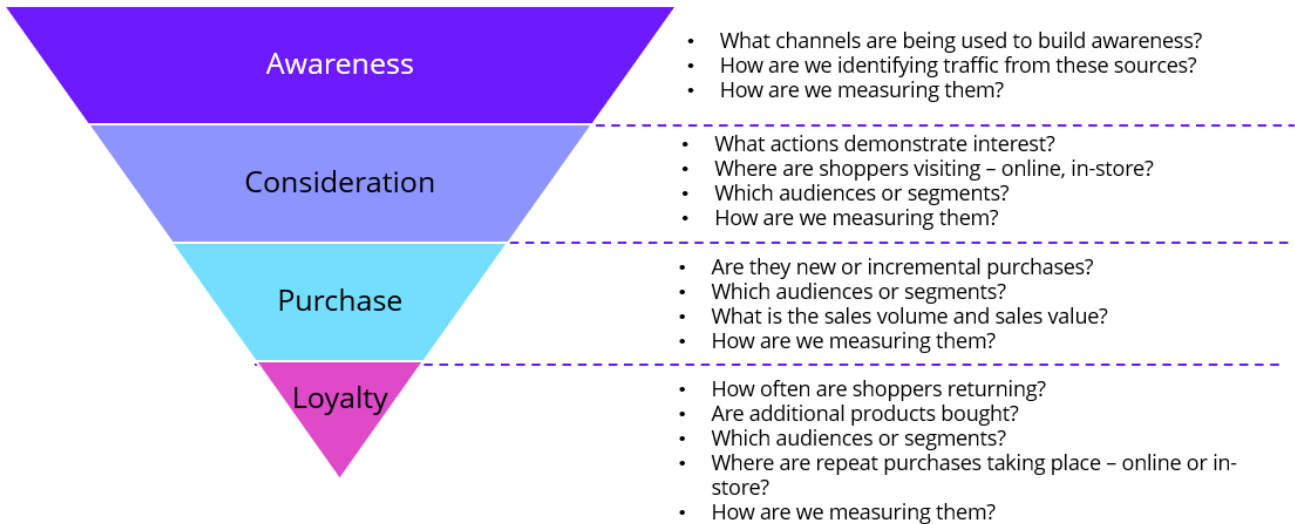 Awareness
• What channels are being used to build awareness?
• How are we identifying traffic from these sources?
• How are we measuring them?
Consideration
• What actions demonstrate interest?
• Where are shoppers visiting – online, in-store?
• Which audiences or segments?
• How are we measuring them?
Purchase
• Are they new or incremental purchases?
• Which audiences or segments?
• What is the sales volume and sales value?
• How are we measuring them?
Loyalty
• How often are shoppers returning?
• Are additional products bought?
• Which audiences or segments?
• Where are repeat purchases taking place – online or in-
store?
• How are we measuring them?